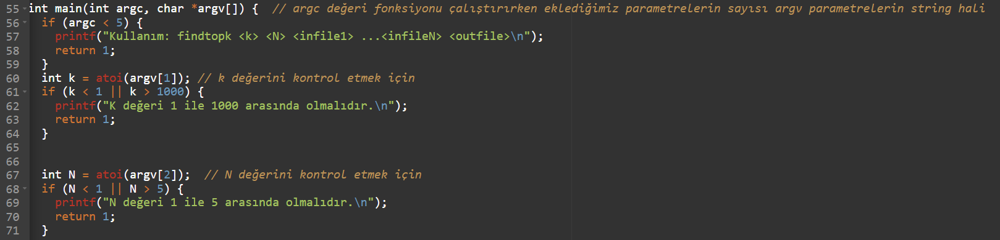 55 int main(int argc, char *argv[]) {  // argc değeri fonksiyonu çalıştırırken eklediğimiz parametrelerin sayısı argv parametrelerin string hali
56   if (argc < 5) {
57     printf("Kullanım: findtopk <k> <N> <infile1> ...<infileN> <outfile>\n");
58     return 1;
59   }
60   int k = atoi(argv[1]); // k değerini kontrol etmek için
61   if (k < 1 || k > 1000) {
62     printf("K değeri 1 ile 1000 arasında olmalıdır.\n");
63     return 1;
64   }
65
66
67   int N = atoi(argv[2]);  // N değerini kontrol etmek için
68   if (N < 1 || N > 5) {
69     printf("N değeri 1 ile 5 arasında olmalıdır.\n");
70     return 1;
71   }